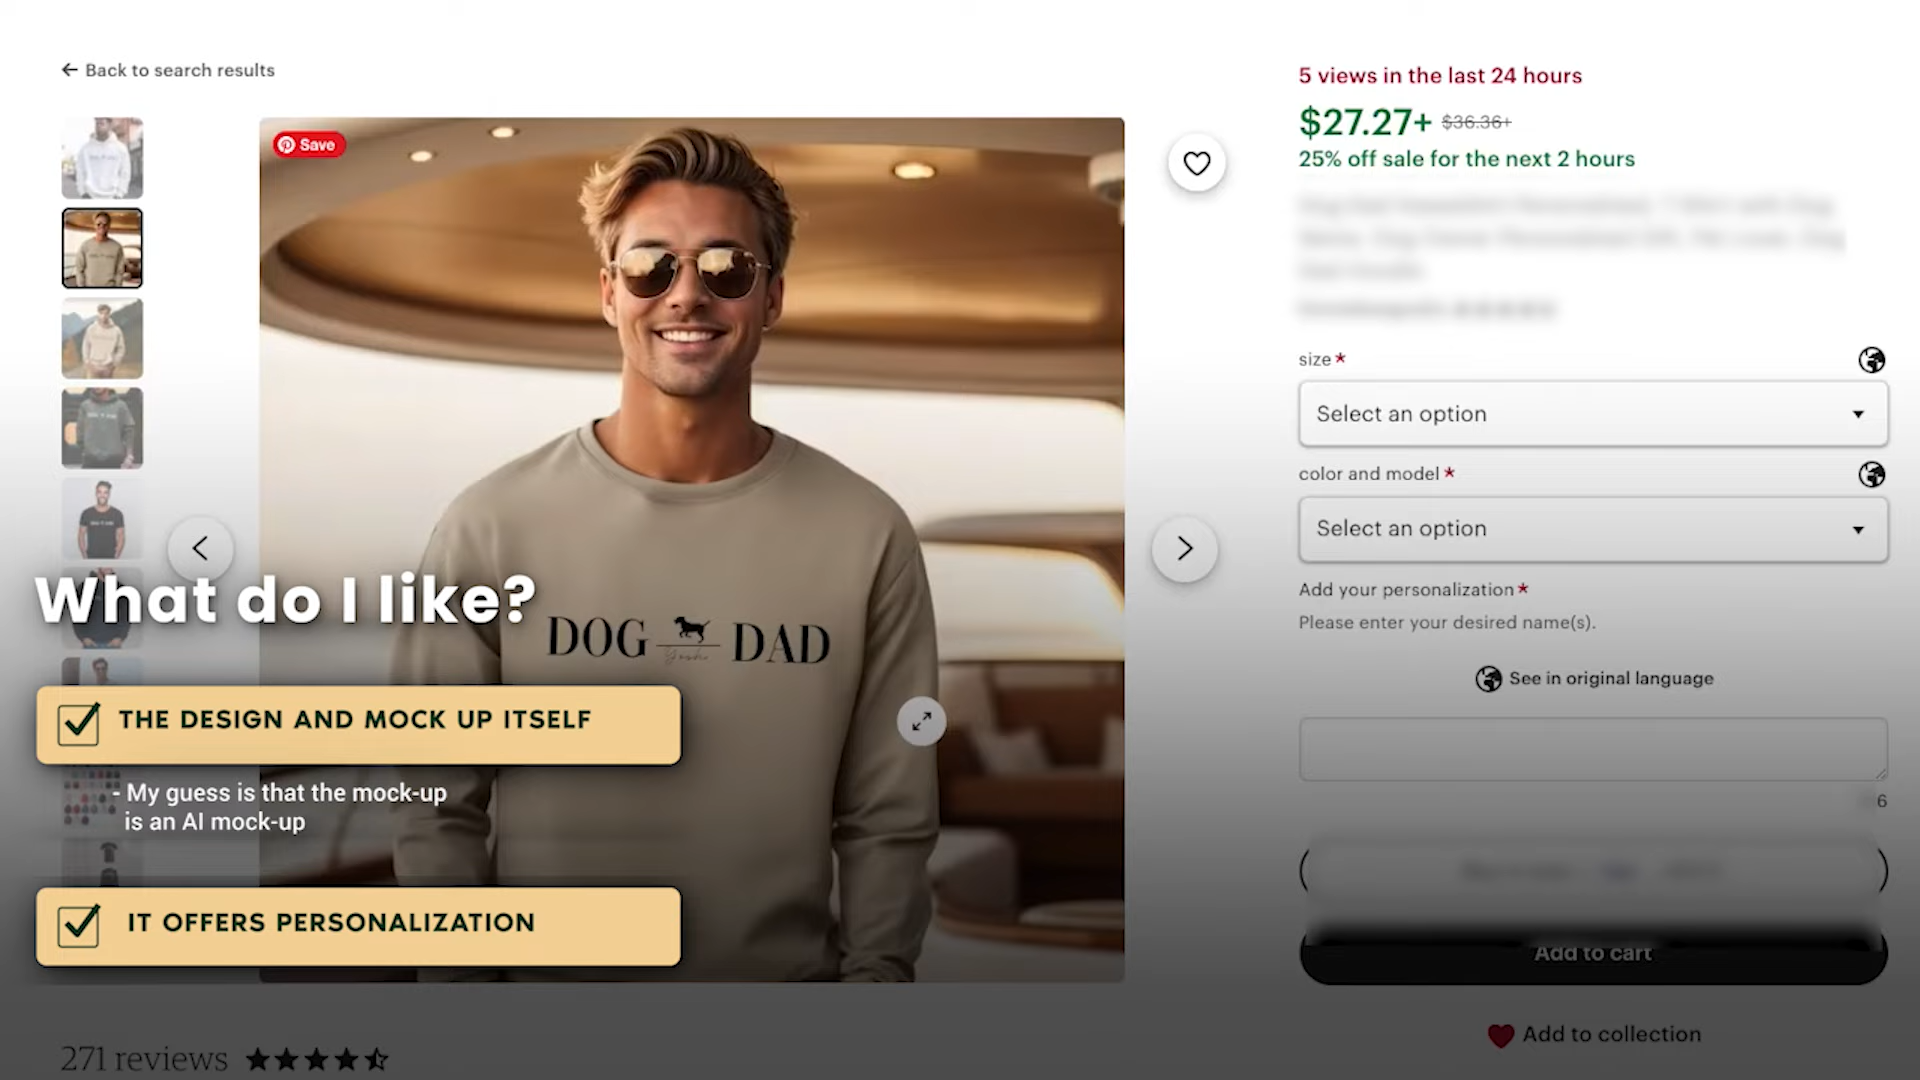 ← Back to search results
Save
5 views in the last 24 hours
$27.27+ $36.36+
25% off sale for the next 2 hours
size *
Select an option
color and model *
Select an option
Add your personalization *
Please enter your desired name(s).
See in original language
6
Add to cart
Add to collection
DOG DAD
What do I like?
THE DESIGN AND MOCK UP ITSELF
- My guess is that the mock-up
is an AI mock-up
IT OFFERS PERSONALIZATION
271 reviews